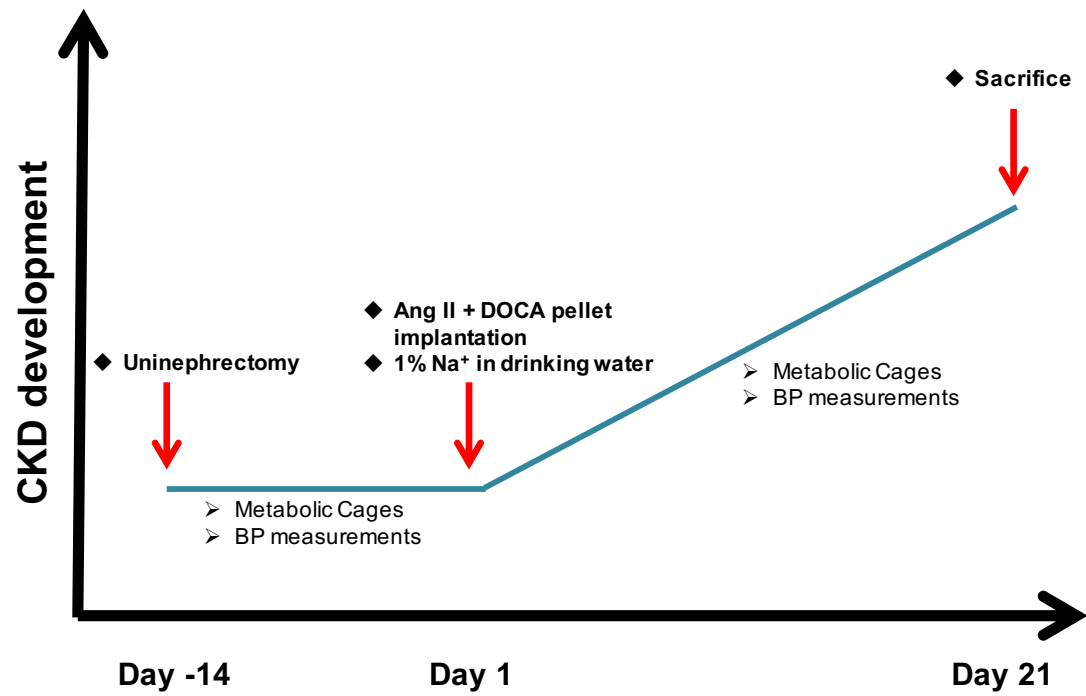 CKD development
◆ Sacrifice
◆ Ang II + DOCA pellet
implantation
◆ 1% Na⁺ in drinking water
◆ Uninephrectomy
➢ Metabolic Cages
➢ BP measurements
➢ Metabolic Cages
➢ BP measurements
Day -14
Day 1
Day 21